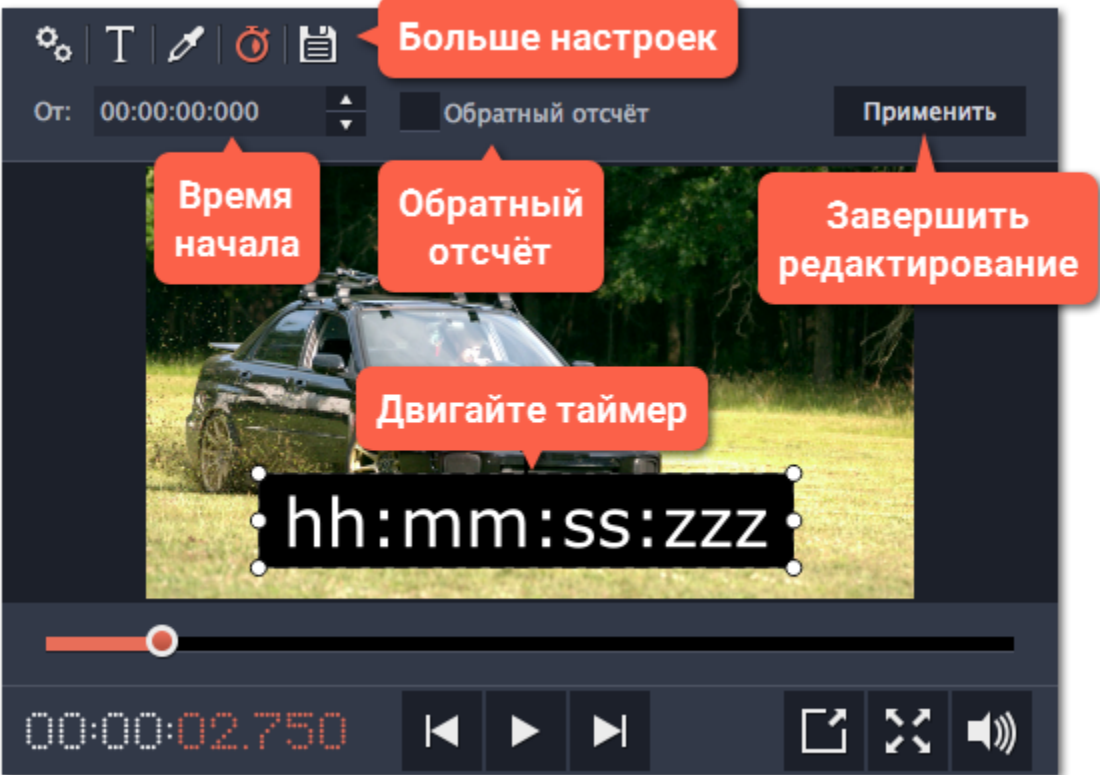 T
Больше настроек
От:
00:00:00:000
Обратный отсчёт
Применить
Время
начала
Обратный
отсчёт
Завершить
редактирование
Двигайте таймер
hh:mm:ss:zzz
00:00:02.750